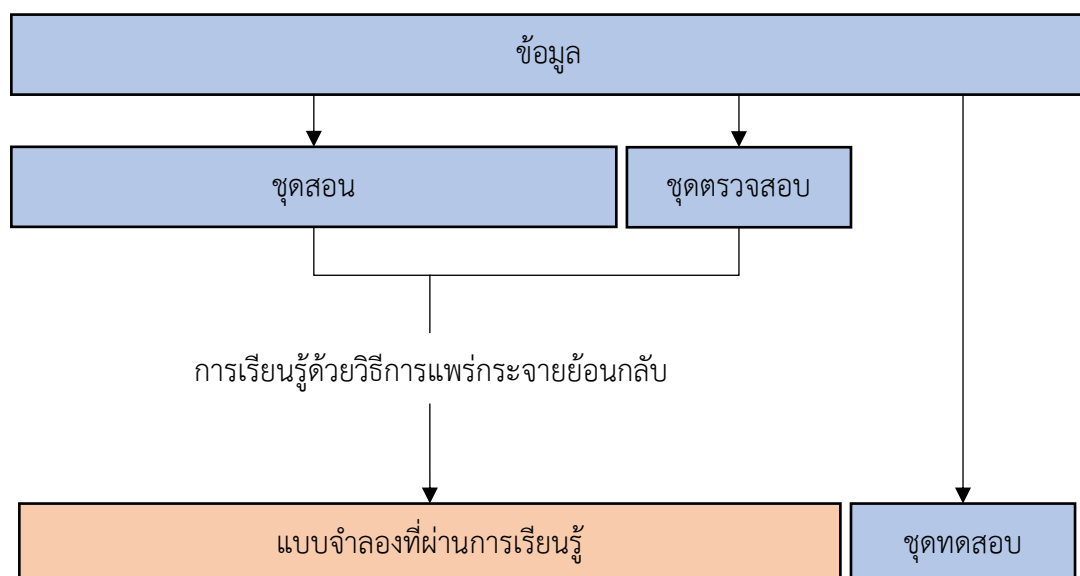 ข้อมูล
ชุดสอน
ชุดตรวจสอบ
การเรียนรู้ด้วยวิธีการแพร่กระจายย้อนกลับ
แบบจำลองที่ผ่านการเรียนรู้
ชุดทดสอบ